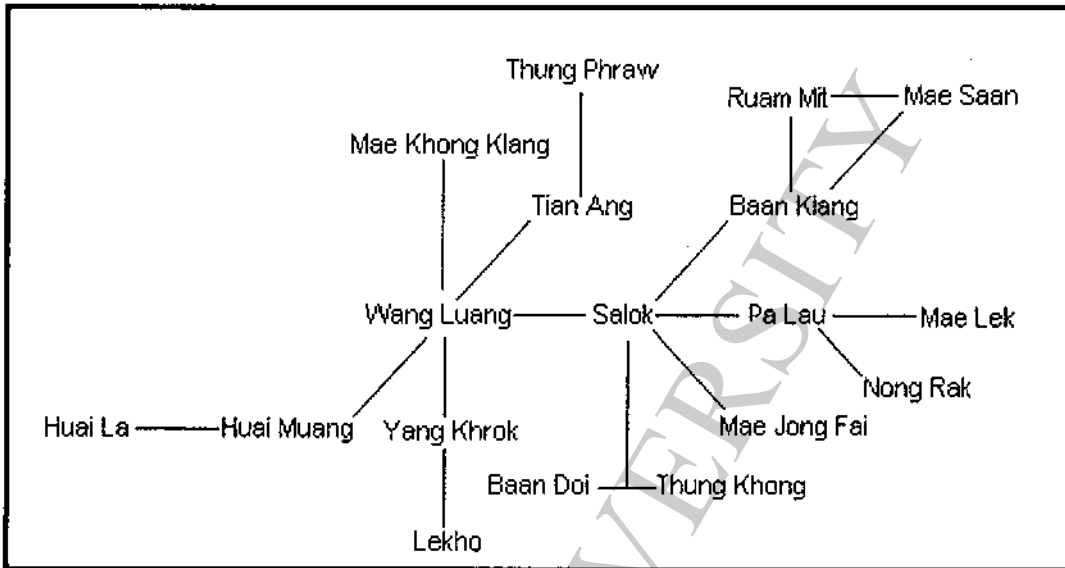 Thung Phraw
Ruam Mit Mae Saan
Mae Khong Klang
Tian Ang Baan Klang
Wang Luang Salok Pa Lau Mae Lek
Nong Rak
Huai La Huai Muang Yang Khrok Mae Jong Fai
Baan Doi Thung Khong
Lekho
VERSITY